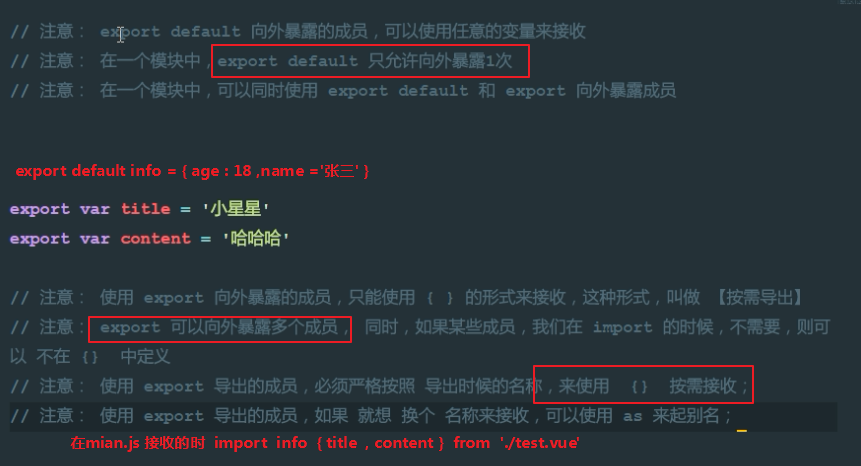 // 注意： export default 向外暴露的成员，可以使用任意的变量来接收
// 注意： 在一个模块中，export default 只允许向外暴露1次
// 注意： 在一个模块中，可以同时使用 export default 和 export 向外暴露成员
export default info = { age : 18 ,name ='张三' }
export var title = '小星星'
export var content = '哈哈哈'
// 注意： 使用 export 向外暴露的成员，只能使用 { } 的形式来接收，这种形式，叫做 【按需导出】
// 注意： export 可以向外暴露多个成员， 同时，如果某些成员，我们在 import 的时候，不需要，则可
以 不在 {} 中定义
// 注意： 使用 export 导出的成员，必须严格按照 导出时候的名称，来使用 {} 按需接收；
// 注意： 使用 export 导出的成员，如果 就想 换个 名称来接收，可以使用 as 来起别名；
在mian.js 接收的时 import info { title , content } from './test.vue'